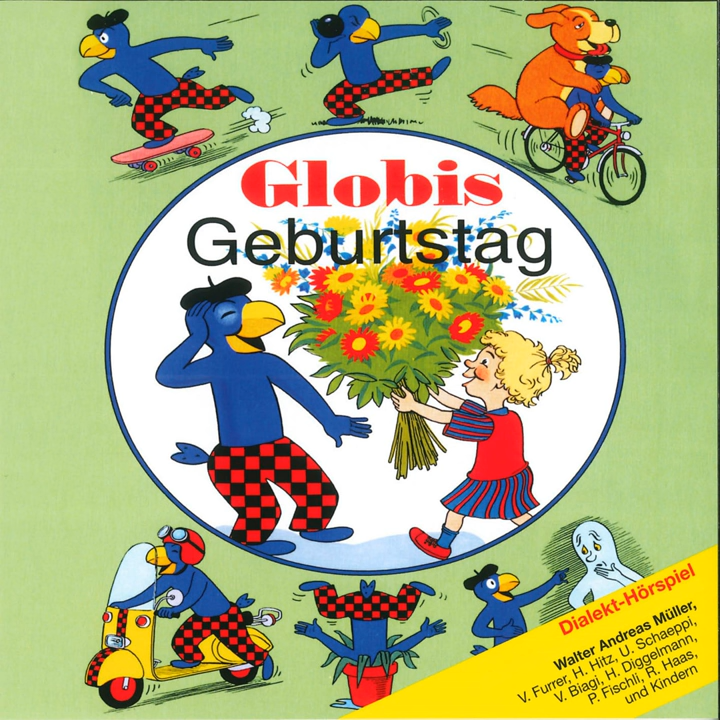 Globis
Geburtstag
Dialekt-Hörspiel
Walter Andreas Müller,
V. Furrer, H. Hitz, U. Schaeppi,
V. Biagi, H. Diggelmann,
P. Fischli, R. Haas,
und Kindern